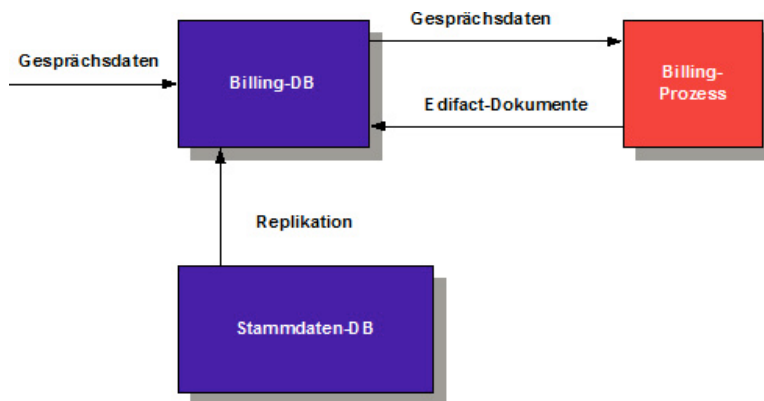 Gesprächsdaten
Gesprächsdaten
Billing-DB
Billing-
Prozess
Edifact-Dokumente
Replikation
Stammdaten-DB